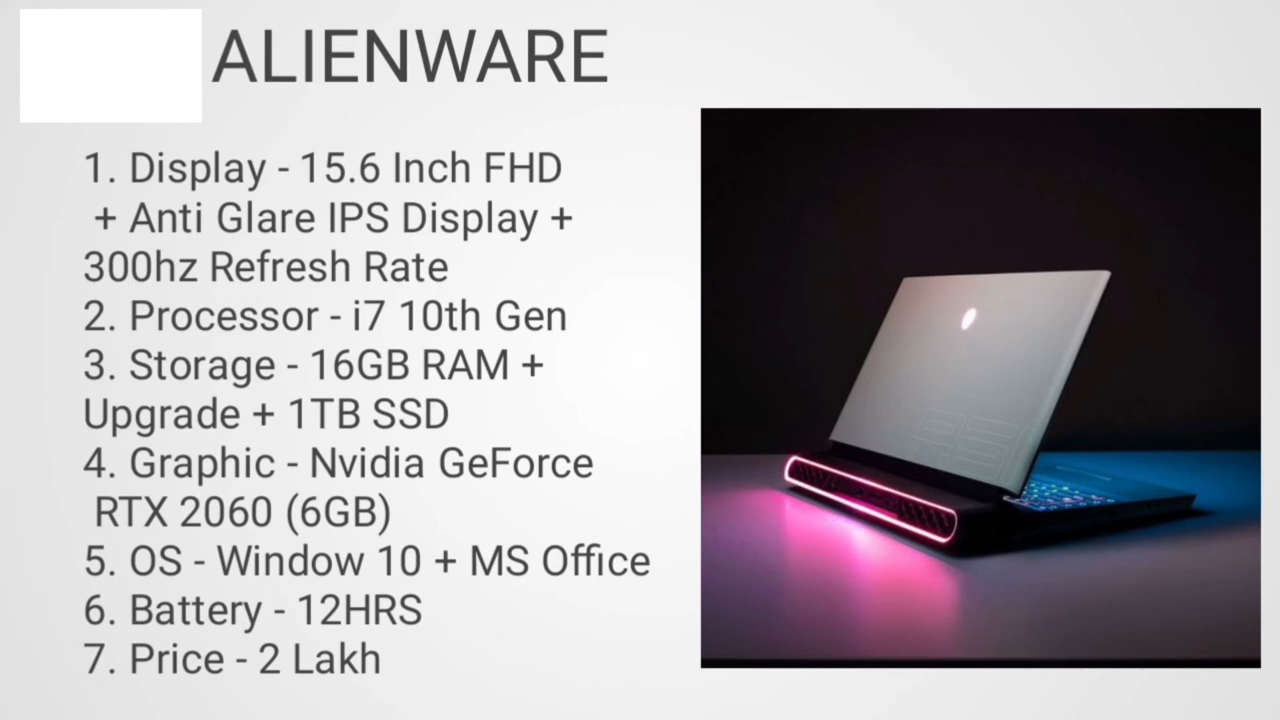 ALIENWARE
1. Display - 15.6 Inch FHD
+ Anti Glare IPS Display +
300hz Refresh Rate
2. Processor - i7 10th Gen
3. Storage - 16GB RAM +
Upgrade + 1TB SSD
4. Graphic - Nvidia GeForce
RTX 2060 (6GB)
5. OS - Window 10 + MS Office
6. Battery - 12HRS
7. Price - 2 Lakh